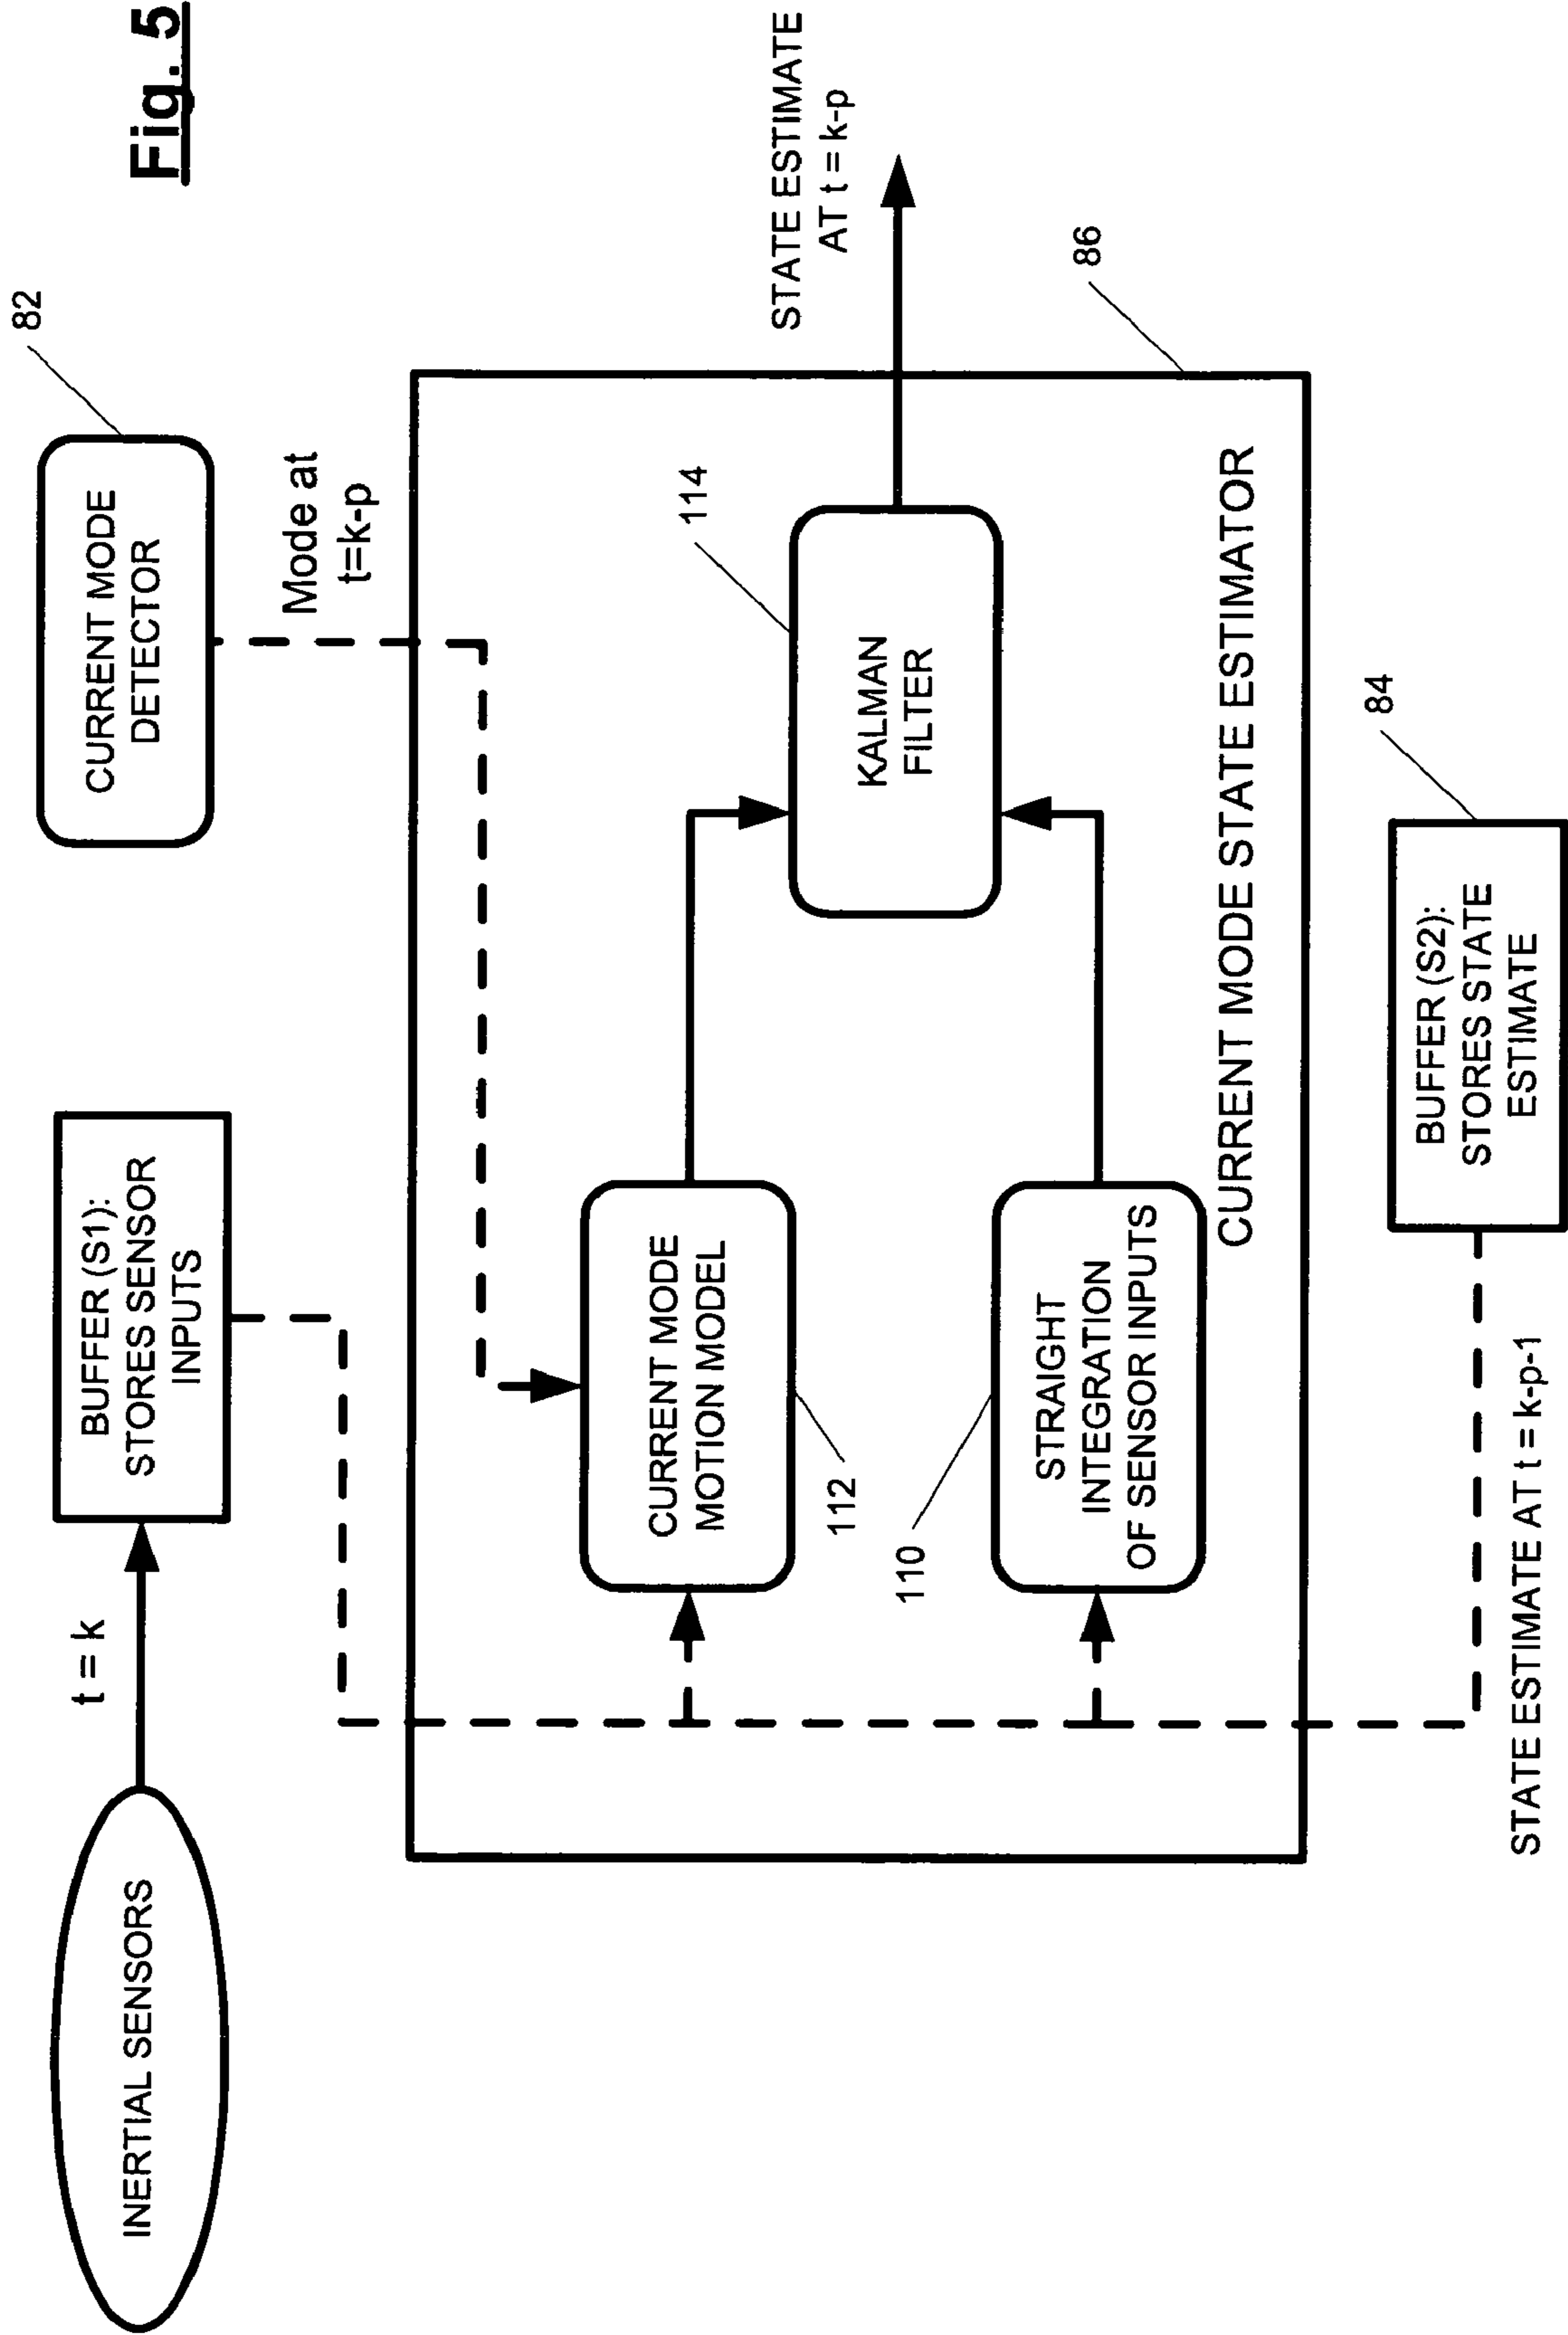 Fig. 5
INERTIAL SENSORS
t = k
BUFFER (S1):
STORES SENSOR
INPUTS
CURRENT MODE
DETECTOR
82
Mode at
t=k-p
CURRENT MODE
MOTION MODEL
112
STRAIGHT
INTEGRATION
OF SENSOR INPUTS
110
KALMAN
FILTER
114
STATE ESTIMATE
AT t = k-p
86
CURRENT MODE STATE ESTIMATOR
BUFFER (S2):
STORES STATE
ESTIMATE
84
STATE ESTIMATE AT t = k-p-1